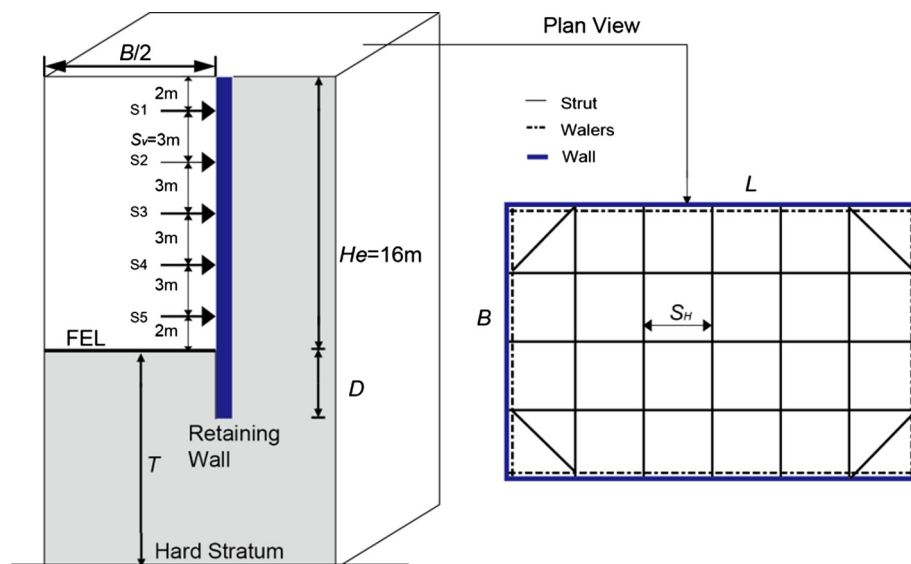 Plan View
B/2
2m
S1
Sv=3m
S2
3m
S3
3m
He=16m
S4
3m
S5
2m
FEL
D
Retaining
Wall
T
Hard Stratum
Strut
Walers
Wall
L
B
SH